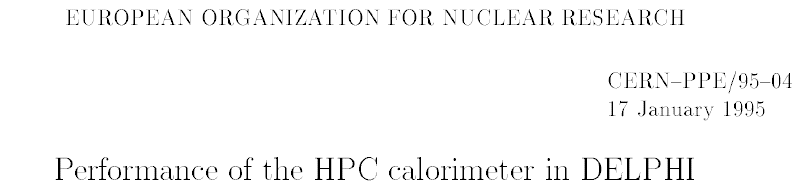 EUROPEAN ORGANIZATION FOR NUCLEAR RESEARCH
CERN–PPE/95–04
17 January 1995
Performance of the HPC calorimeter in DELPHI